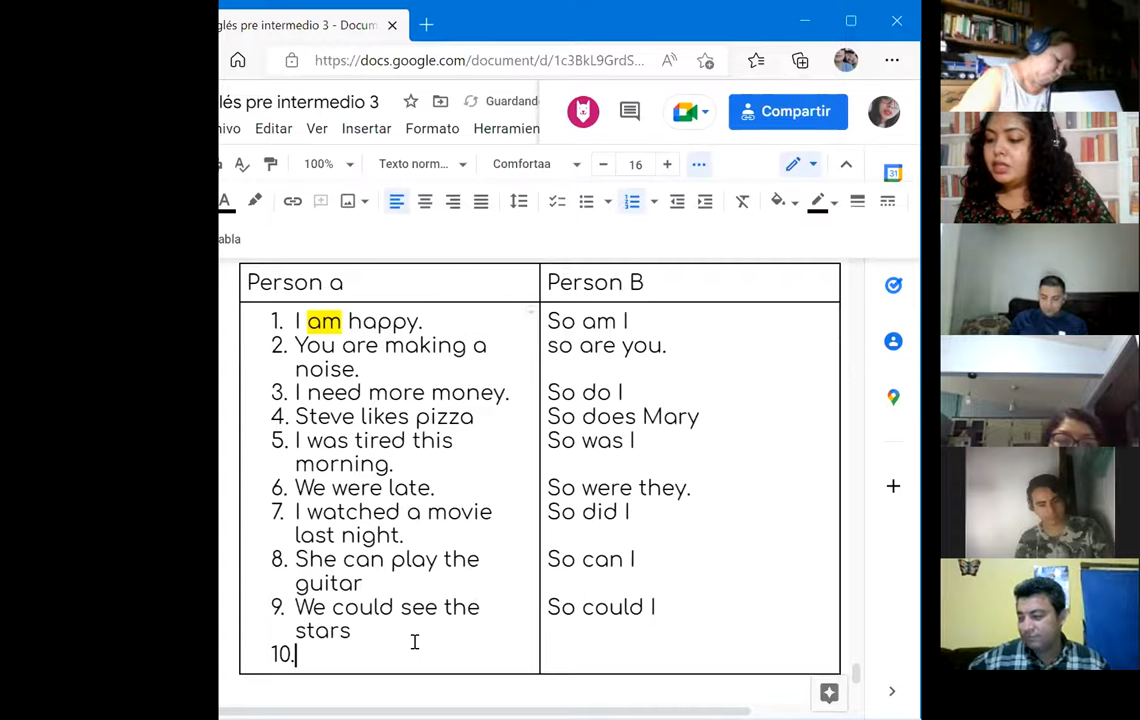 glés pre intermedio 3 - Docum
https://docs.google.com/document/d/1c3BkL9GrdS...
glés pre intermedio 3
Guardando
hivo Editar Ver Insertar Formato Herramien
Compartir
100% Texto norm... Comfortaa 16
31
abla
Person a Person B
1. I am happy. So am I
2. You are making a so are you.
noise.
3. I need more money. So do I
4. Steve likes pizza So does Mary
5. I was tired this So was I
morning.
6. We were late. So were they.
7. I watched a movie So did I
last night.
8. She can play the So can I
guitar
9. We could see the So could I
stars
10.